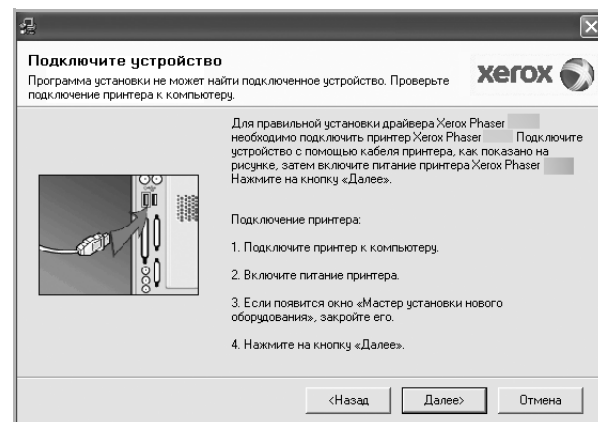 Подключите устройство
Программа установки не может найти подключенное устройство. Проверьте
подключение принтера к компьютеру.
xerox
Для правильной установки драйвера Xerox Phaser
необходимо подключить принтер Xerox Phaser Подключите
устройство с помощью кабеля принтера, как показано на
рисунке, затем включите питание принтера Xerox Phaser
Нажмите на кнопку «Далее».
Подключение принтера:
1. Подключите принтер к компьютеру.
2. Включите питание принтера.
3. Если появится окно «Мастер установки нового
оборудования», закройте его.
4. Нажмите на кнопку «Далее».
<Назад
Далее>
Отмена